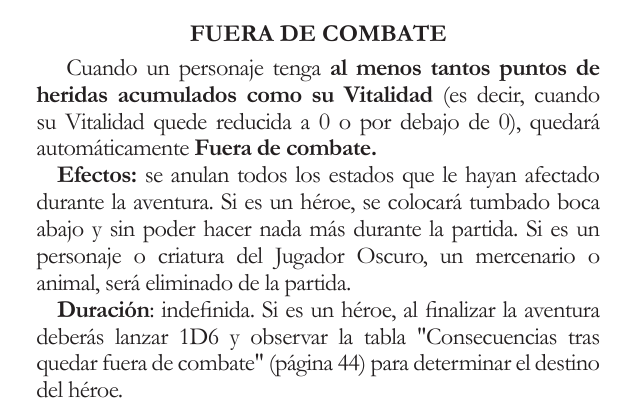 FUERA DE COMBATE
Cuando un personaje tenga al menos tantos puntos de
heridas acumulados como su Vitalidad (es decir, cuando
su Vitalidad quede reducida a 0 o por debajo de 0), quedará
automáticamente Fuera de combate.
Efectos: se anulan todos los estados que le hayan afectado
durante la aventura. Si es un héroe, se colocará tumbado boca
abajo y sin poder hacer nada más durante la partida. Si es un
personaje o criatura del Jugador Oscuro, un mercenario o
animal, será eliminado de la partida.
Duración: indefinida. Si es un héroe, al finalizar la aventura
deberás lanzar 1D6 y observar la tabla "Consecuencias tras
quedar fuera de combate" (página 44) para determinar el destino
del héroe.